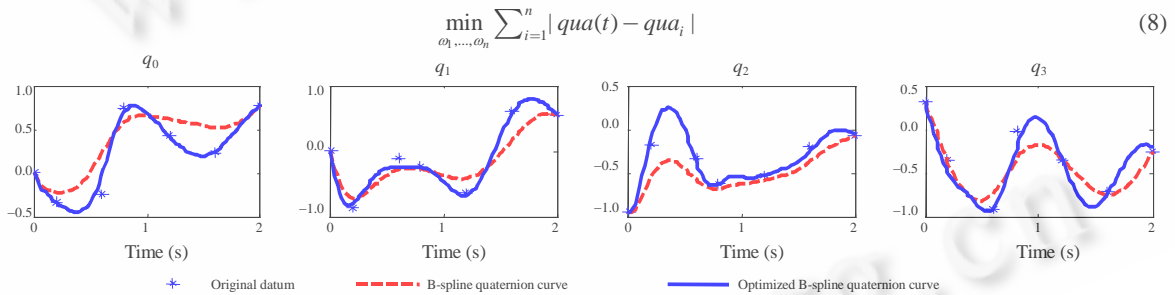 min ∑ⁿᵢ₌₁ | qua(t) − quaᵢ | (8)
ω₁,...,ωₙ
q₀ q₁ q₂ q₃
1.0 1.0 0.5 0.5
0.5 0.0 0.0 0.0
0.0 −1.0 −0.5 −0.5
−0.5 −1.0 −1.0
0 1 2 0 1 2 0 1 2 0 1 2
Time (s) Time (s) Time (s) Time (s)
Original datum B-spline quaternion curve Optimized B-spline quaternion curve